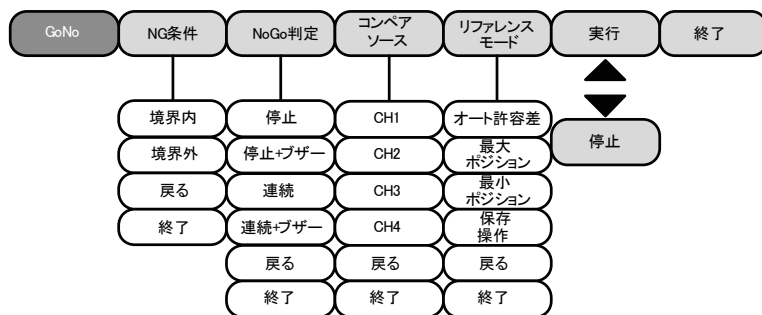 GoNo
NG条件
NoGo判定
コンペア
ソース
リファレンス
モード
実行
終了
境界内
境界外
戻る
終了
停止
停止+ブザー
連続
連続+ブザー
戻る
終了
CH1
CH2
CH3
CH4
戻る
終了
オート許容差
最大
ポジション
最小
ポジション
保存
操作
戻る
終了
停止